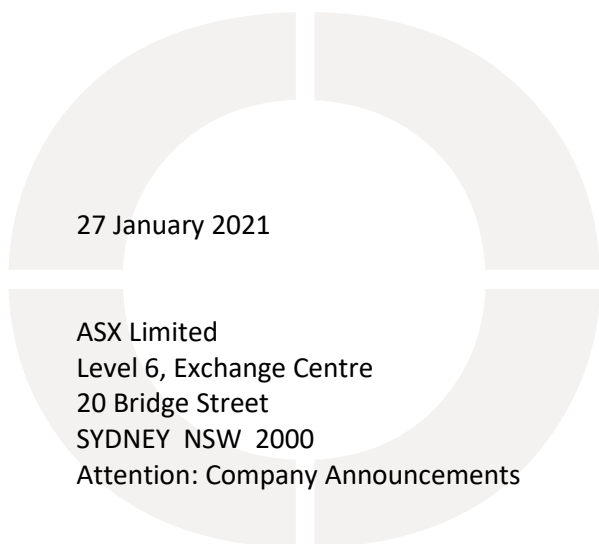 27 January 2021
ASX Limited
Level 6, Exchange Centre
20 Bridge Street
SYDNEY  NSW  2000
Attention: Company Announcements